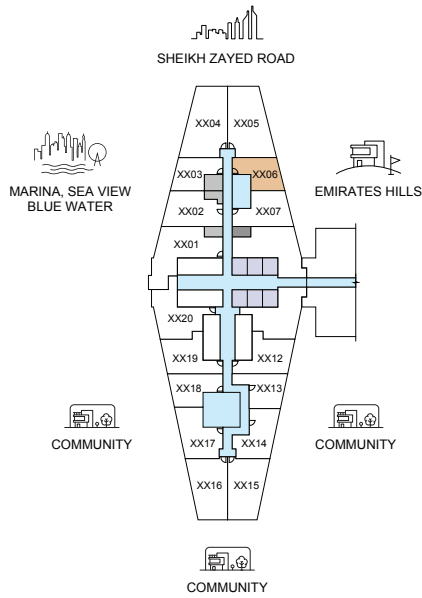 SHEIKH ZAYED ROAD
XX04
XX05
MARINA, SEA VIEW
BLUE WATER
XX03
XX06
EMIRATES HILLS
XX02
XX07
XX01
XX20
XX19
XX12
XX18
XX13
COMMUNITY
COMMUNITY
XX17
XX14
XX16
XX15
COMMUNITY